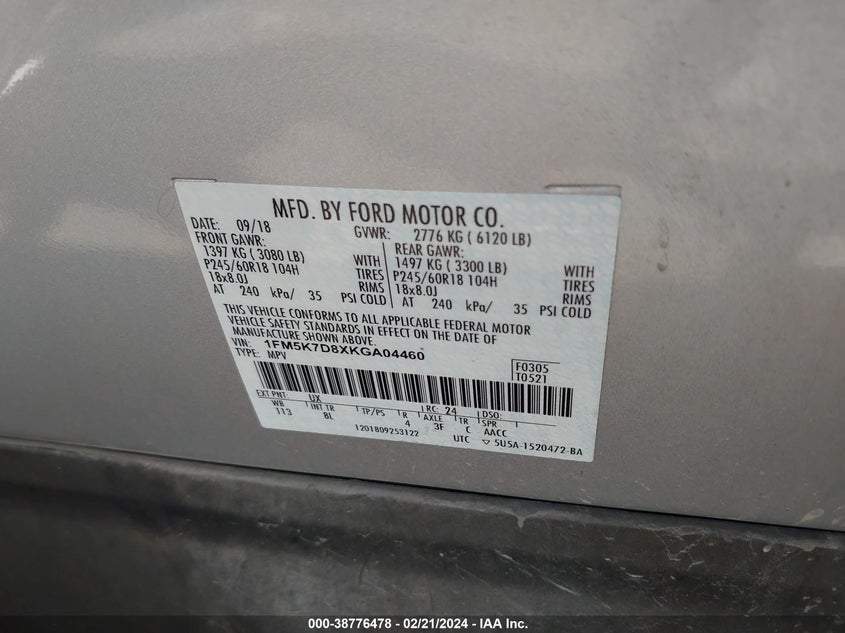 MFD. BY FORD MOTOR CO.
DATE: 09/18 GVWR: 2776 KG ( 6120 LB)
FRONT GAWR: REAR GAWR:
1397 KG ( 3080 LB) WITH 1497 KG ( 3300 LB) WITH
P245/60R18 104H TIRES P245/60R18 104H TIRES
18x8.0J RIMS 18x8.0J RIMS
AT 240 kPa/ 35 PSI COLD AT 240 kPa/ 35 PSI COLD
THIS VEHICLE CONFORMS TO ALL APPLICABLE FEDERAL MOTOR
VEHICLE SAFETY STANDARDS IN EFFECT ON THE DATE OF
MANUFACTURE SHOWN ABOVE.
VIN: 1FM5K7D8XKGA04460
TYPE: MPV
F0305
T0521
EXT PNT: UX RC: 24 DSO:
WB INT TR TP/PS R AXLE TR SPR
113 8L 4 3F C AACC
1201809253122 UTC ▽ 5U5A-1520472-BA
000-38776478 - 02/21/2024 - IAA Inc.